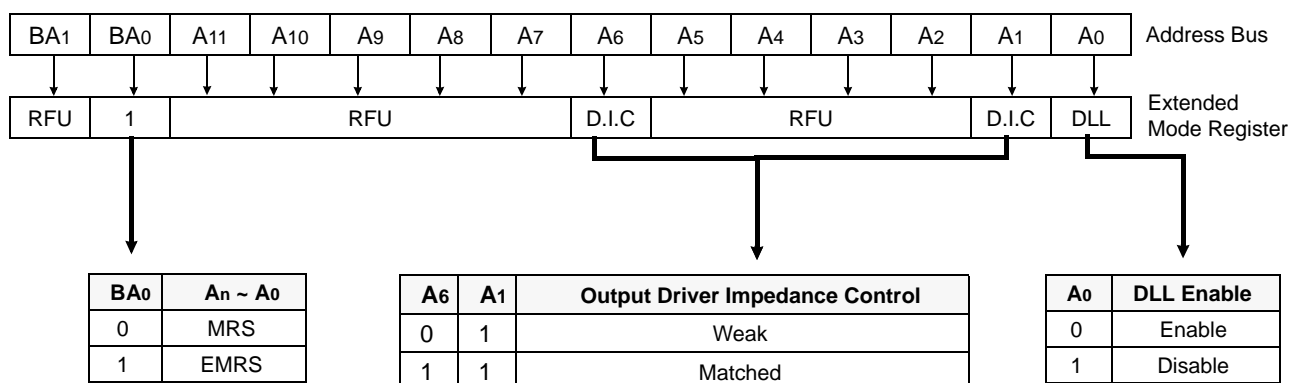 BA1 BA0 A11 A10 A9 A8 A7 A6 A5 A4 A3 A2 A1 A0 Address Bus
RFU 1 RFU D.I.C RFU D.I.C DLL Extended
Mode Register
BA0 An ~ A0
0 MRS
1 EMRS
A6 A1 Output Driver Impedance Control
0 1 Weak
1 1 Matched
A0 DLL Enable
0 Enable
1 Disable